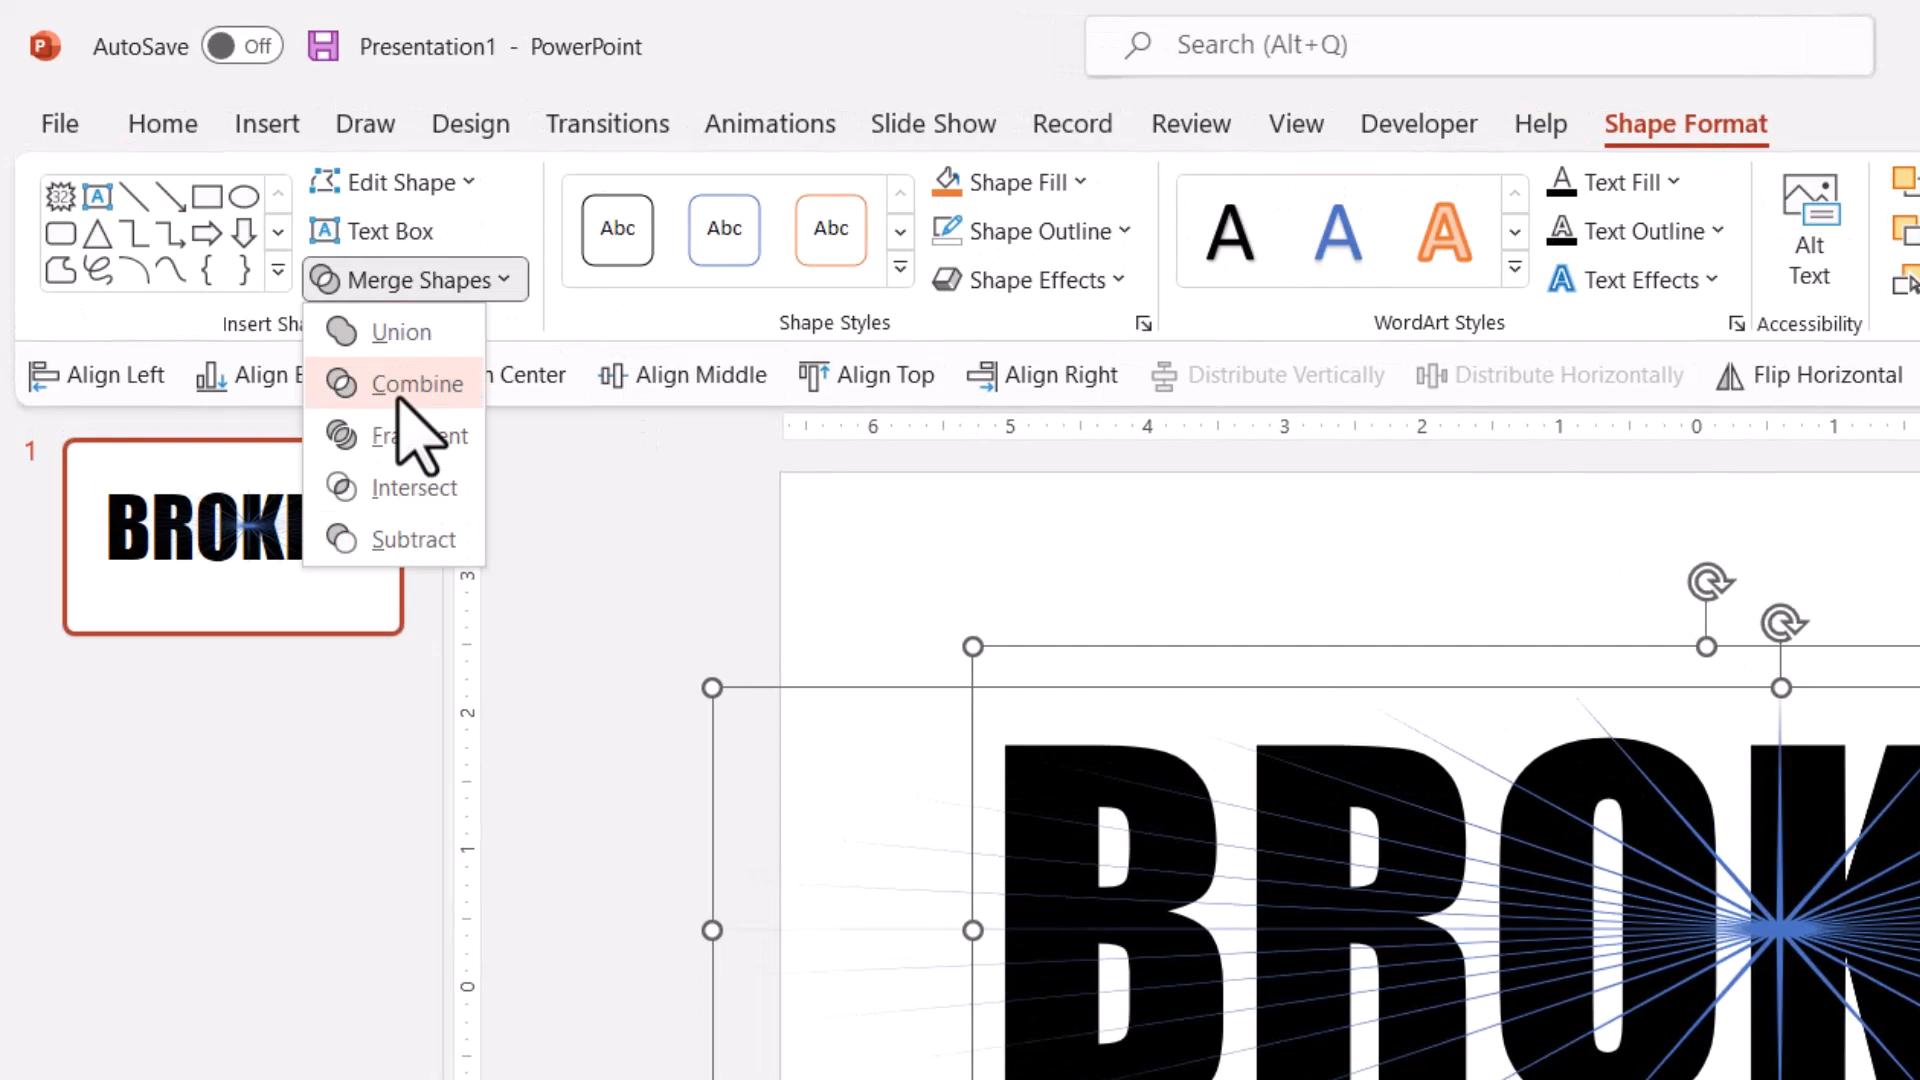 AutoSave Off Presentation1 - PowerPoint Search (Alt+Q)
File Home Insert Draw Design Transitions Animations Slide Show Record Review View Developer Help Shape Format
Edit Shape
Text Box
Merge Shapes
Insert Sha
Abc Abc Abc
Shape Fill
Shape Outline
Shape Effects
Shape Styles
A A A
Text Fill
Text Outline
Text Effects
WordArt Styles
Alt
Text
Accessibility
Union
Combine
Intersect
Subtract
Align Left Align Center Align Middle Align Top Align Right Distribute Vertically Distribute Horizontally Flip Horizontal
6 5 4 3 2 1 0 1
1
BROK
3
2
1
0
BROK